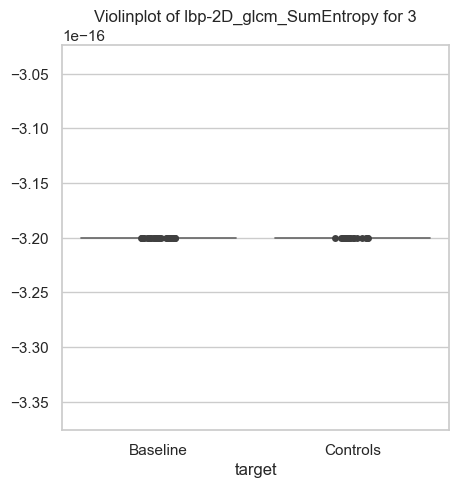 Violinplot of lbp-2D_glcm_SumEntropy for 3
1e−16
−3.05
−3.10
−3.15
−3.20
−3.25
−3.30
−3.35
Baseline Controls
target